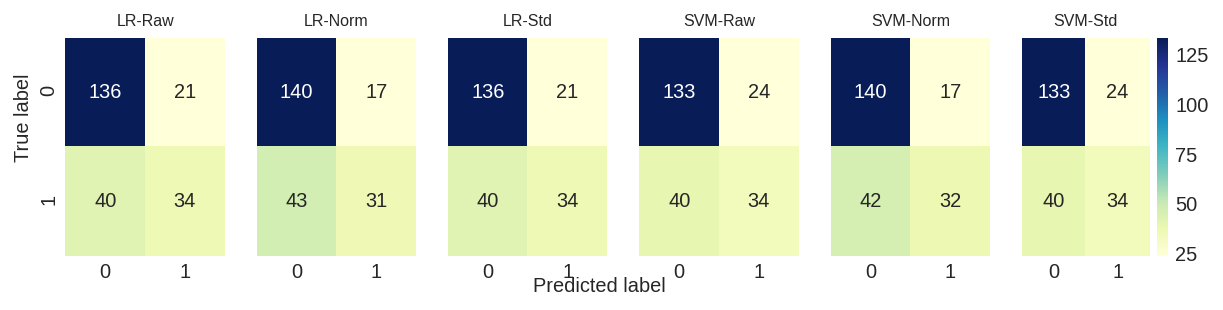 LR-Raw LR-Norm LR-Std SVM-Raw SVM-Norm SVM-Std
True label
0 136 21 140 17 136 21 133 24 140 17 133 24
1 40 34 43 31 40 34 40 34 42 32 40 34
0 1 0 1 0 1 0 1 0 1 0 1
Predicted label
125
100
75
50
25